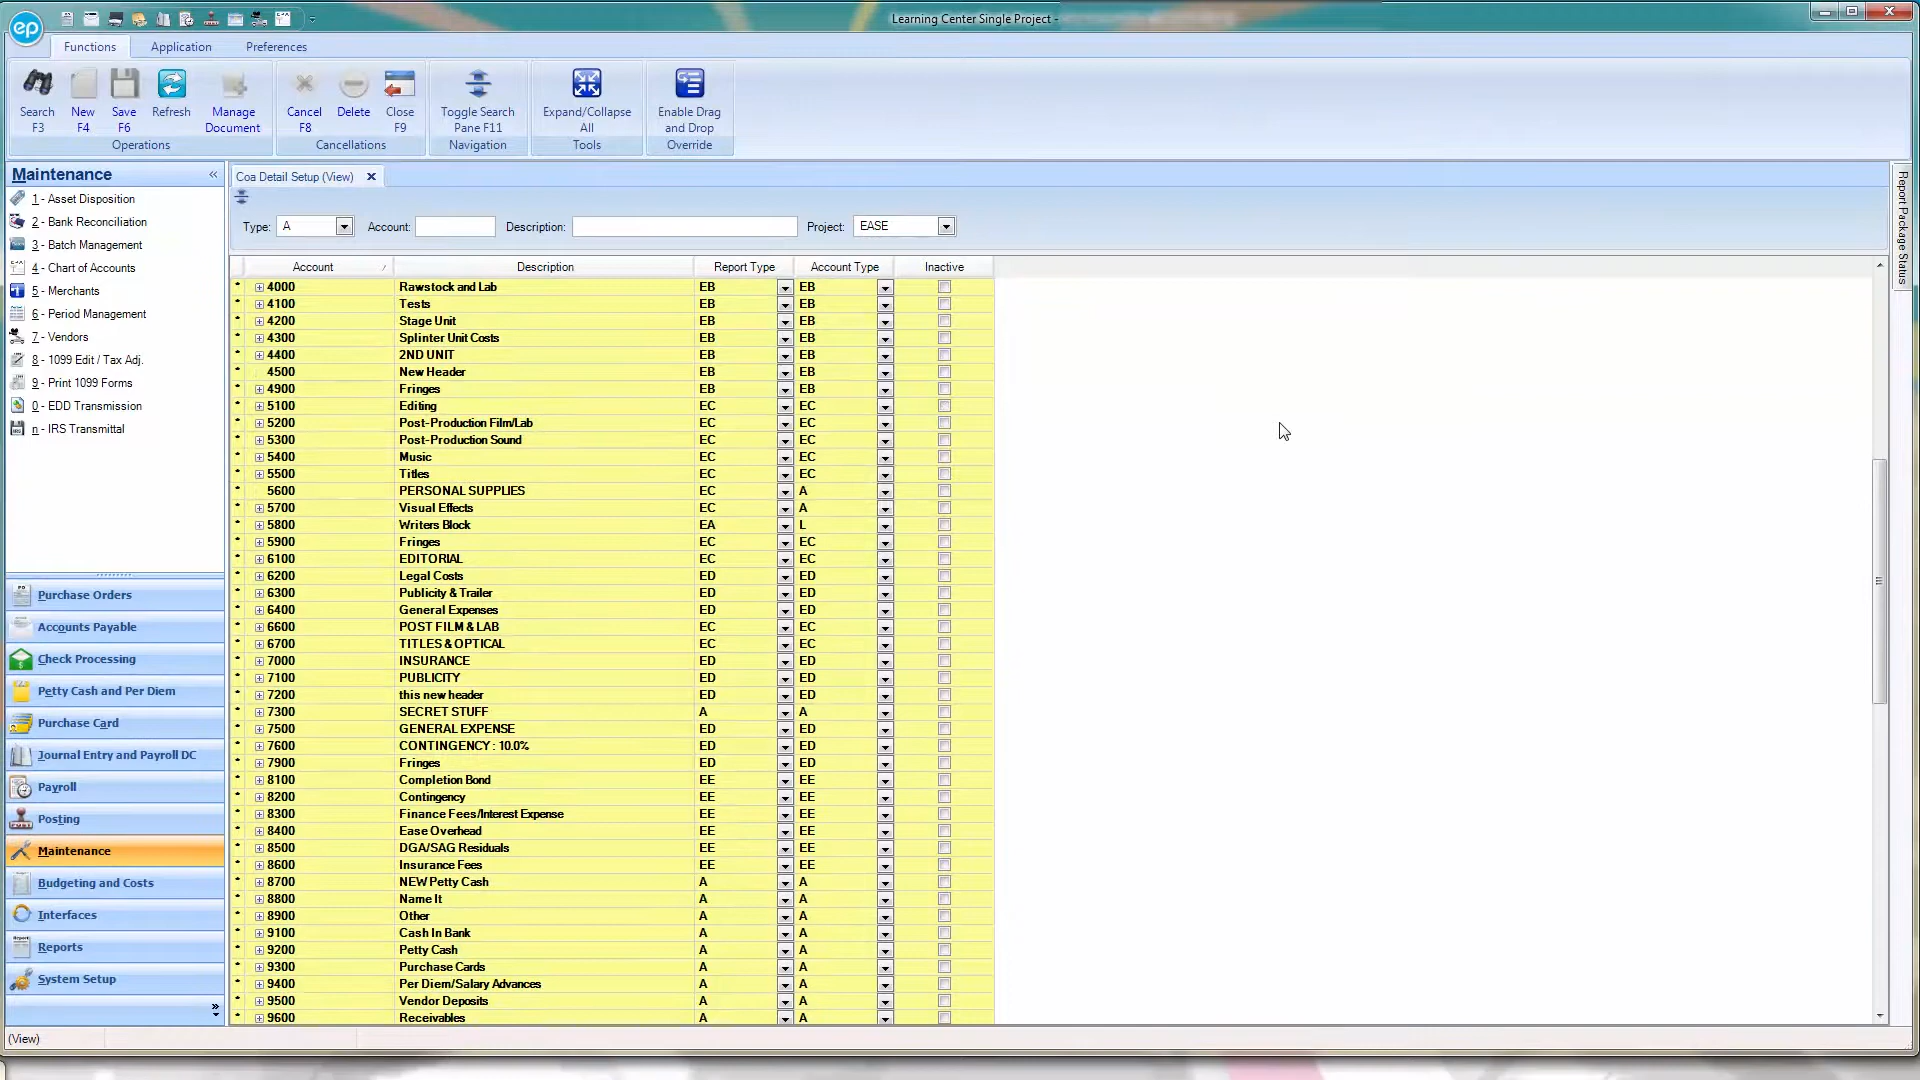 ep
Learning Center Single Project -
Functions Application Preferences
Search F3
New F4
Save F6
Refresh
Manage Document
Operations
Cancel F8
Delete
Close F9
Cancellations
Toggle Search Pane F11
Navigation
Expand/Collapse All
Tools
Enable Drag and Drop
Override
Maintenance
1 - Asset Disposition
2 - Bank Reconciliation
3 - Batch Management
4 - Chart of Accounts
5 - Merchants
6 - Period Management
7 - Vendors
8 - 1099 Edit / Tax Adj.
9 - Print 1099 Forms
0 - EDD Transmission
n - IRS Transmittal
Purchase Orders
Accounts Payable
Check Processing
Petty Cash and Per Diem
Purchase Card
Journal Entry and Payroll DC
Payroll
Posting
Maintenance
Budgeting and Costs
Interfaces
Reports
System Setup
(View)
Coa Detail Setup (View)
Type: A Account: Description: Project: EASE
Account Description Report Type Account Type Inactive
4000 Rawstock and Lab EB EB
4100 Tests EB EB
4200 Stage Unit EB EB
4300 Splinter Unit Costs EB EB
4400 2ND UNIT EB EB
4500 New Header EB EB
4900 Fringes EB EB
5100 Editing EC EC
5200 Post-Production Film/Lab EC EC
5300 Post-Production Sound EC EC
5400 Music EC EC
5500 Titles EC EC
5600 PERSONAL SUPPLIES EC A
5700 Visual Effects EC A
5800 Writers Block EA L
5900 Fringes EC EC
6100 EDITORIAL EC EC
6200 Legal Costs ED ED
6300 Publicity & Trailer ED ED
6400 General Expenses ED ED
6600 POST FILM & LAB EC EC
6700 TITLES & OPTICAL EC EC
7000 INSURANCE ED ED
7100 PUBLICITY ED ED
7200 this new header ED ED
7300 SECRET STUFF A A
7500 GENERAL EXPENSE ED ED
7600 CONTINGENCY : 10.0% ED ED
7900 Fringes ED ED
8100 Completion Bond EE EE
8200 Contingency EE EE
8300 Finance Fees/Interest Expense EE EE
8400 Ease Overhead EE EE
8500 DGA/SAG Residuals EE EE
8600 Insurance Fees EE EE
8700 NEW Petty Cash A A
8800 Name It A A
8900 Other A A
9100 Cash In Bank A A
9200 Petty Cash A A
9300 Purchase Cards A A
9400 Per Diem/Salary Advances A A
9500 Vendor Deposits A A
9600 Receivables A A
Report Package Status